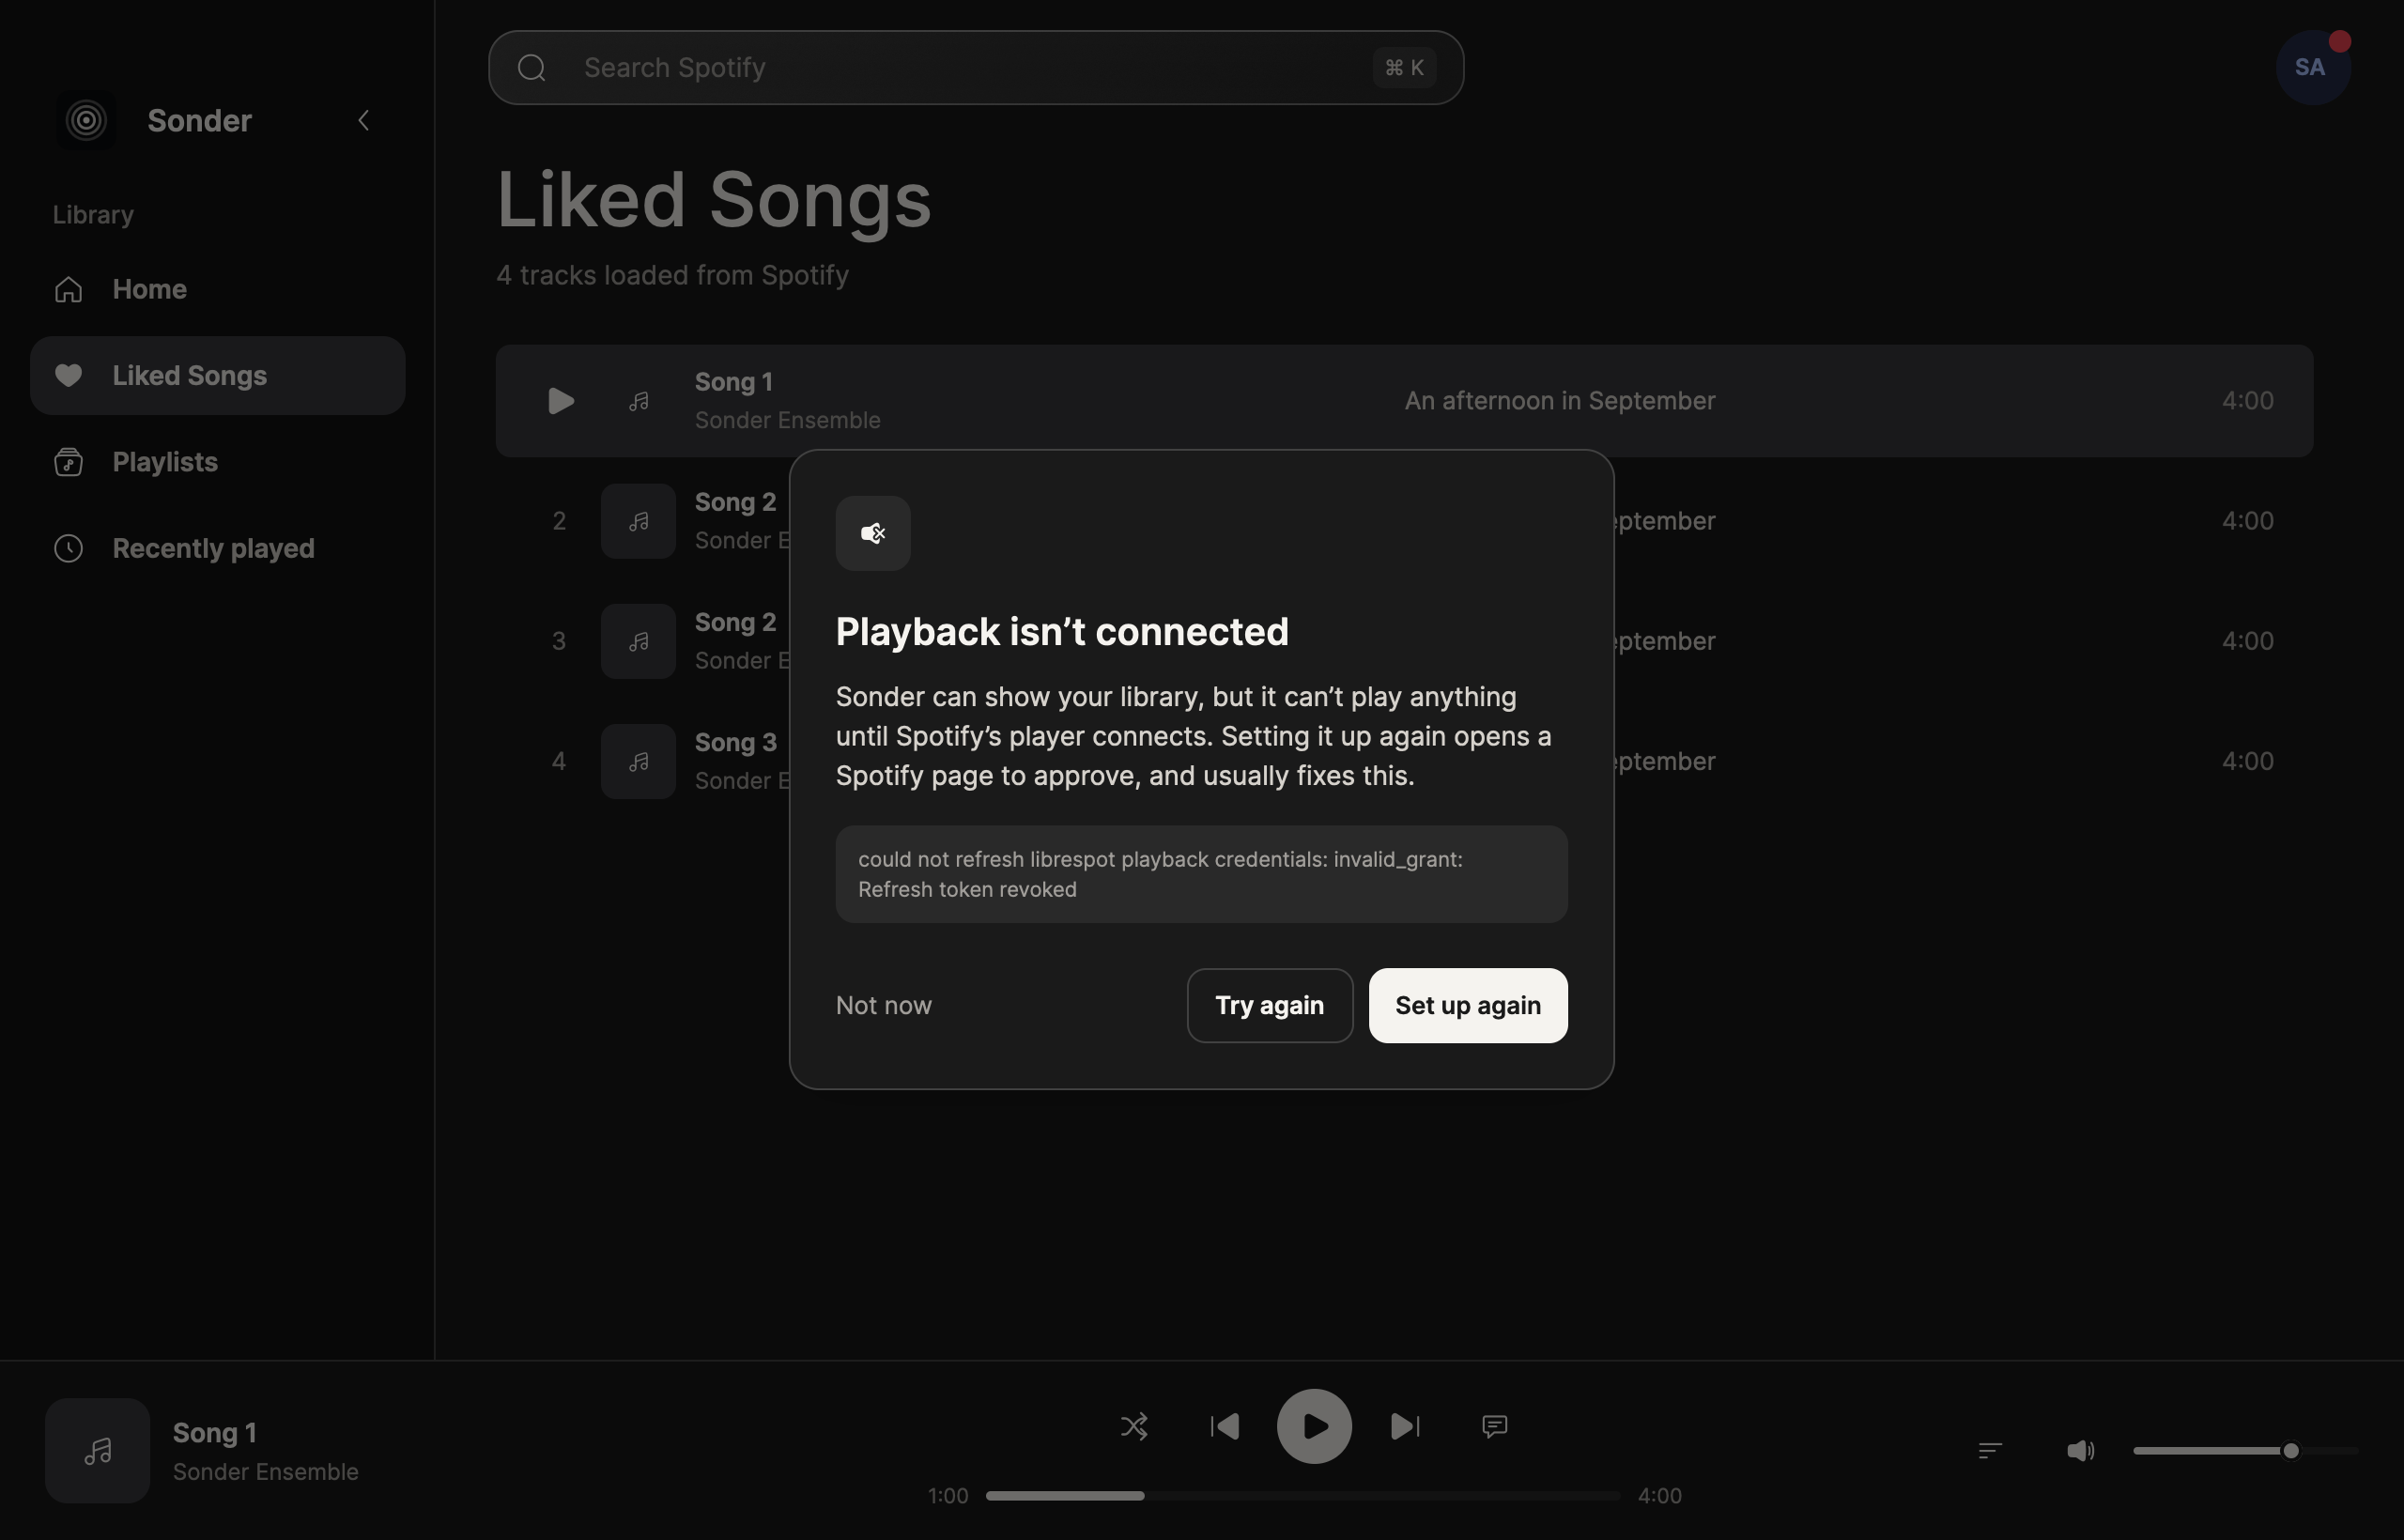 Search Spotify
⌘ K
SA
Sonder
Library
Home
Liked Songs
Playlists
Recently played
Liked Songs
4 tracks loaded from Spotify
Song 1
Sonder Ensemble
An afternoon in September
4:00
2
Song 2
Sonder E
eptember
4:00
3
Song 2
Sonder E
eptember
4:00
4
Song 3
Sonder E
eptember
4:00
Playback isn’t connected
Sonder can show your library, but it can’t play anything
until Spotify’s player connects. Setting it up again opens a
Spotify page to approve, and usually fixes this.
could not refresh librespot playback credentials: invalid_grant:
Refresh token revoked
Not now
Try again
Set up again
Song 1
Sonder Ensemble
1:00
4:00